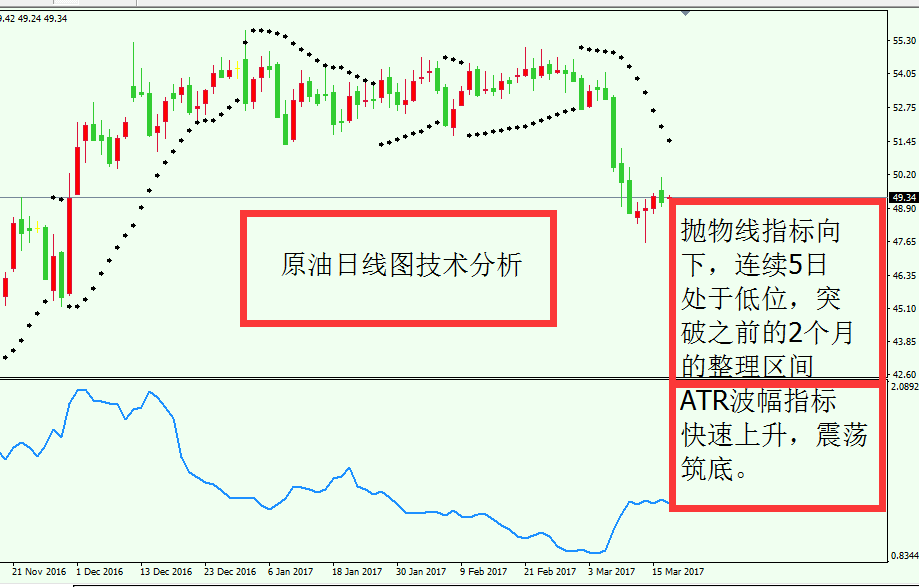 9.42 49.24 49.34
55.30
54.05
52.75
51.45
50.20
49.34
48.90
47.65
46.35
45.10
43.85
42.60
原油日线图技术分析
抛物线指标向
下，连续5日
处于低位，突
破之前的2个月
的整理区间
2.0892
ATR波幅指标
快速上升，震荡
筑底。
0.8344
21 Nov 2016 1 Dec 2016 13 Dec 2016 23 Dec 2016 6 Jan 2017 18 Jan 2017 30 Jan 2017 9 Feb 2017 21 Feb 2017 3 Mar 2017 15 Mar 2017